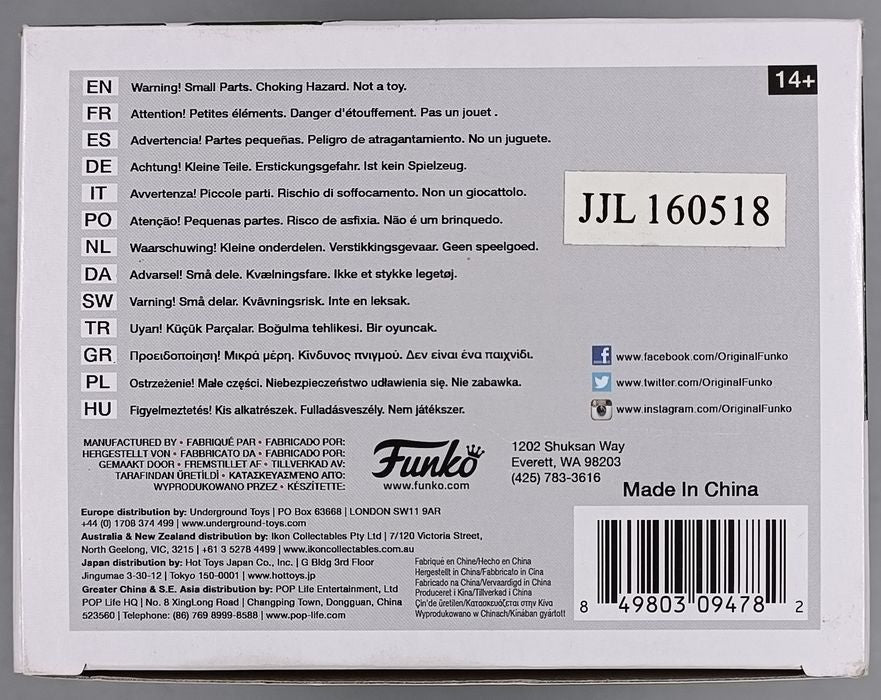 14+
EN Warning! Small Parts. Choking Hazard. Not a toy.
FR Attention! Petites éléments. Danger d'étouffement. Pas un jouet .
ES Advertencia! Partes pequeñas. Peligro de atragantamiento. No un juguete.
DE Achtung! Kleine Teile. Erstickungsgefahr. Ist kein Spielzeug.
IT Avvertenza! Piccole parti. Rischio di soffocamento. Non un giocattolo.
PO Atenção! Pequenas partes. Risco de asfixia. Não é um brinquedo.
NL Waarschuwing! Kleine onderdelen. Verstikkingsgevaar. Geen speelgoed.
DA Advarsel! Små dele. Kvælningsfare. Ikke et stykke legetøj.
SW Varning! Små delar. Kvävningsrisk. Inte en leksak.
TR Uyarı! Küçük Parçalar. Boğulma tehlikesi. Bir oyuncak.
GR Προειδοποίηση! Μικρά μέρη. Κίνδυνος πνιγμού. Δεν είναι ένα παιχνίδι.
PL Ostrzeżenie! Małe części. Niebezpieczeństwo udławienia się. Nie zabawka.
HU Figyelmeztetés! Kis alkatrészek. Fulladásveszély. Nem játékszer.
JJL 160518
www.facebook.com/OriginalFunko
www.twitter.com/OriginalFunko
www.instagram.com/OriginalFunko
MANUFACTURED BY • FABRIQUÉ PAR • FABRICADO POR:
HERGESTELLT VON • FABBRICATO DA • FABRICADO POR:
GEMAAKT DOOR • FREMSTILLET AF • TILLVERKAD AV:
TARAFINDAN ÜRETİLDİ • ΚΑΤΑΣΚΕΥΑΣΜΈΝΟ ΑΠΌ:
WYPRODUKOWANO PRZEZ • KÉSZÍTETTE:
Funko
www.funko.com
1202 Shuksan Way
Everett, WA 98203
(425) 783-3616
Made In China
Europe distribution by: Underground Toys | PO Box 63668 | LONDON SW11 9AR
+44 (0) 1708 374 499 | www.underground-toys.com
Australia & New Zealand distribution by: Ikon Collectables Pty Ltd | 7/120 Victoria Street,
North Geelong, VIC, 3215 | +61 3 5278 4499 | www.ikoncollectables.com.au
Japan distribution by: Hot Toys Japan Co., Inc. | G Bldg 3rd Floor
Jingumae 3-30-12 | Tokyo 150-0001 | www.hottoys.jp
Greater China & S.E. Asia distribution by: POP Life Entertainment, Ltd
POP Life HQ | No. 8 XingLong Road | Changping Town, Dongguan, China
523560 | Telephone: (86) 769 8999-8588 | www.pop-life.com
Fabriqué en Chine/Hecho en China
Hergestellt in China/Fabbricato in Cina
Fabricado na China/Vervaardigd in China
Produceret i Kina/Tillverkad i China
Çin'de üretilen/Κατασκευάζεται στην Κίνα
Wyprodukowano w Chinach/Kinában gyártott
8 49803 09478 2